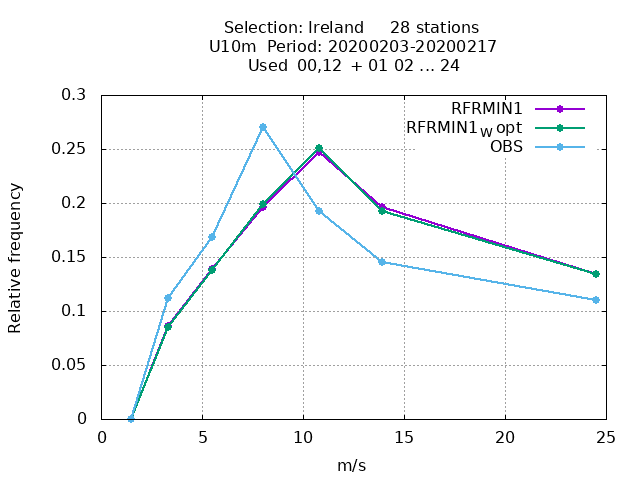 Selection: Ireland 28 stations
U10m Period: 20200203-20200217
Used 00,12 + 01 02 ... 24
0.3
0.25
0.2
0.15
0.1
0.05
0
Relative frequency
RFRMIN1
RFRMIN1_W opt
OBS
0 5 10 15 20 25
m/s